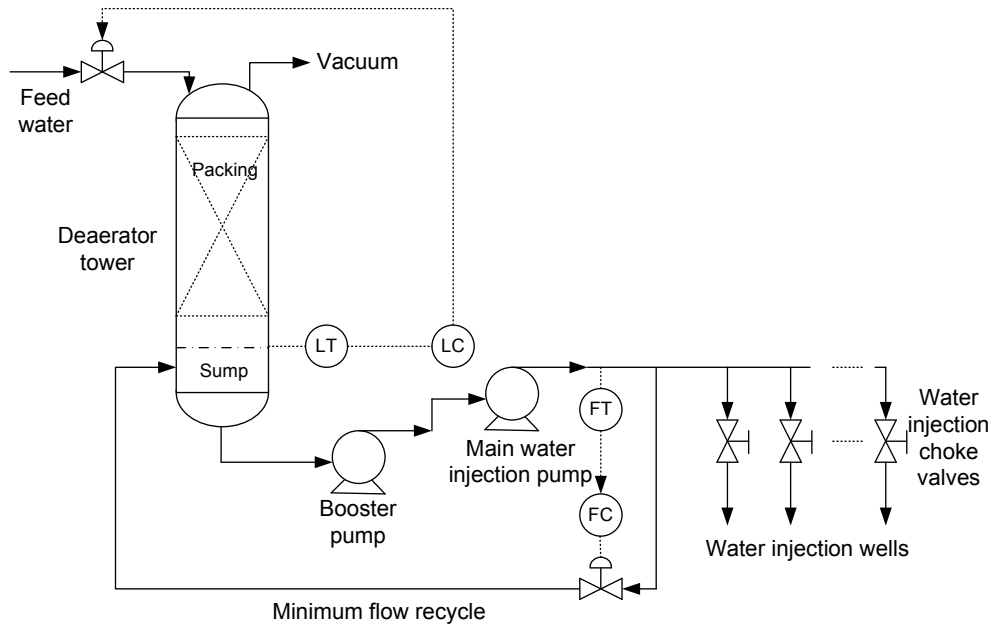 Vacuum
Feed
water
Packing
Deaerator
tower
LT
LC
Sump
FT
Main water
injection pump
Water
injection
choke
valves
Booster
pump
FC
Water injection wells
Minimum flow recycle